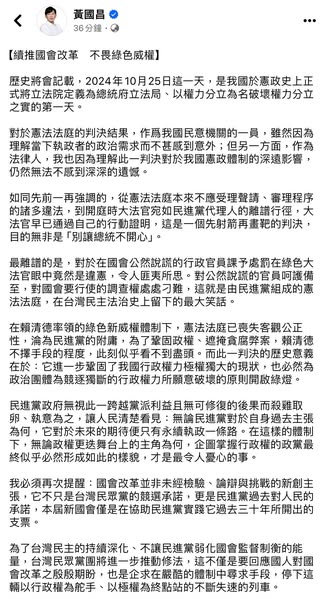 黃國昌
36分鐘·
【續推國會改革　不畏綠色威權】
歷史將會記載，2024年10月25日這一天，是我國於憲政史上正
式將立法院定義為總統府立法局、以權力分立為名破壞權力分立
之實的第一天。
對於憲法法庭的判決結果，作爲我國民意機關的一員，雖然因為
理解當下執政者的政治需求而不甚感到意外；但另一方面，作為
法律人，我也因為理解此一判決對於我國憲政體制的深遠影響，
仍然無法不感到深深的遺憾。
如同先前一再強調的，從憲法法庭本來不應受理聲請、審理程序
的諸多違法，到開庭時大法官宛如民進黨代理人的離譜行徑，大
法官早已通過自己的行動證明，這是一個先射箭再畫靶的判決，
目的無非是「別讓總統不開心」。
最離譜的是，對於在國會公然說謊的行政官員課予處罰在綠色大
法官眼中竟然是違憲，令人匪夷所思。對公然說謊的官員呵護備
至，對國會要行使的調查權處處刁難，這就是由民進黨組成的憲
法法庭，在台灣民主法治史上留下的最大笑話。
在賴清德率領的綠色新威權體制下，憲法法庭已喪失客觀公正
性，淪為民進黨的附庸，為了鞏固政權、遮掩貪腐弊案，賴清德
不擇手段的程度，此刻似乎看不到盡頭。而此一判決的歷史意義
在於：它進一步鞏固了我國行政權力極權獨大的現狀，也必然為
政治團體為競逐獨斷的行政權力所願意破壞的原則開啟綠燈。
民進黨政府無視此一跨越黨派利益且無可修復的後果而殺雞取
卵、執意為之，讓人民清楚看見：無論民進黨對於自身過去主張
為何，它對於未來的期待便只有永續執政一條路。在這樣的體制
下，無論政權更迭舞台上的主角為何，企圖掌握行政權的政黨最
終似乎必然形成如此的樣貌，才是最令人憂心的事。
我必須再次提醒：國會改革並非未經檢驗、論辯與挑戰的新創主
張，它不只是台灣民眾黨的競選承諾，更是民進黨過去對人民的
承諾，本屆新國會僅是在協助民進黨實踐它過去三十年所開出的
支票。
為了台灣民主的持續深化、不讓民進黨弱化國會監督制衡的能
量，台灣民眾黨團將進一步推動修法，這不僅是要回應國人對國
會改革之殷殷期盼，也是企求在嚴酷的體制中尋求手段，停下這
輛以行政權為舵手、以極權為終點站的不斷失速的列車。